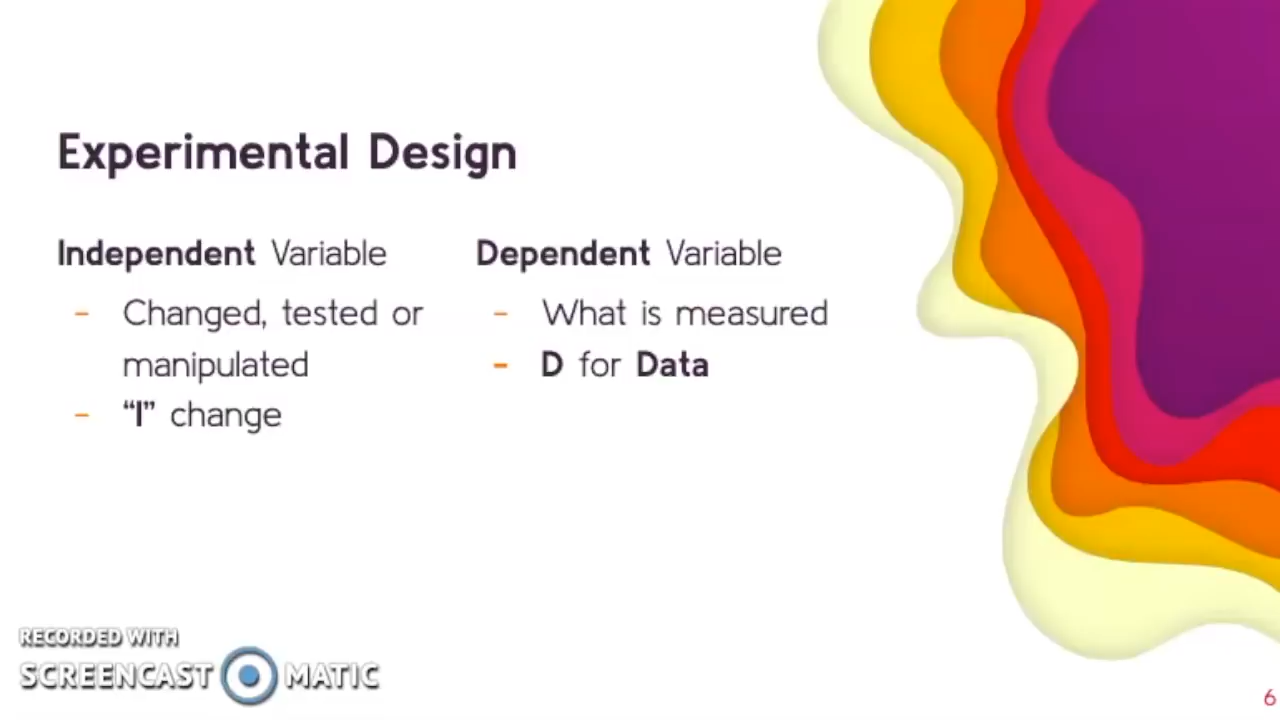 Experimental Design
Independent Variable
- Changed, tested or
manipulated
- “I” change
Dependent Variable
- What is measured
- D for Data
RECORDED WITH
SCREENCAST MATIC
6